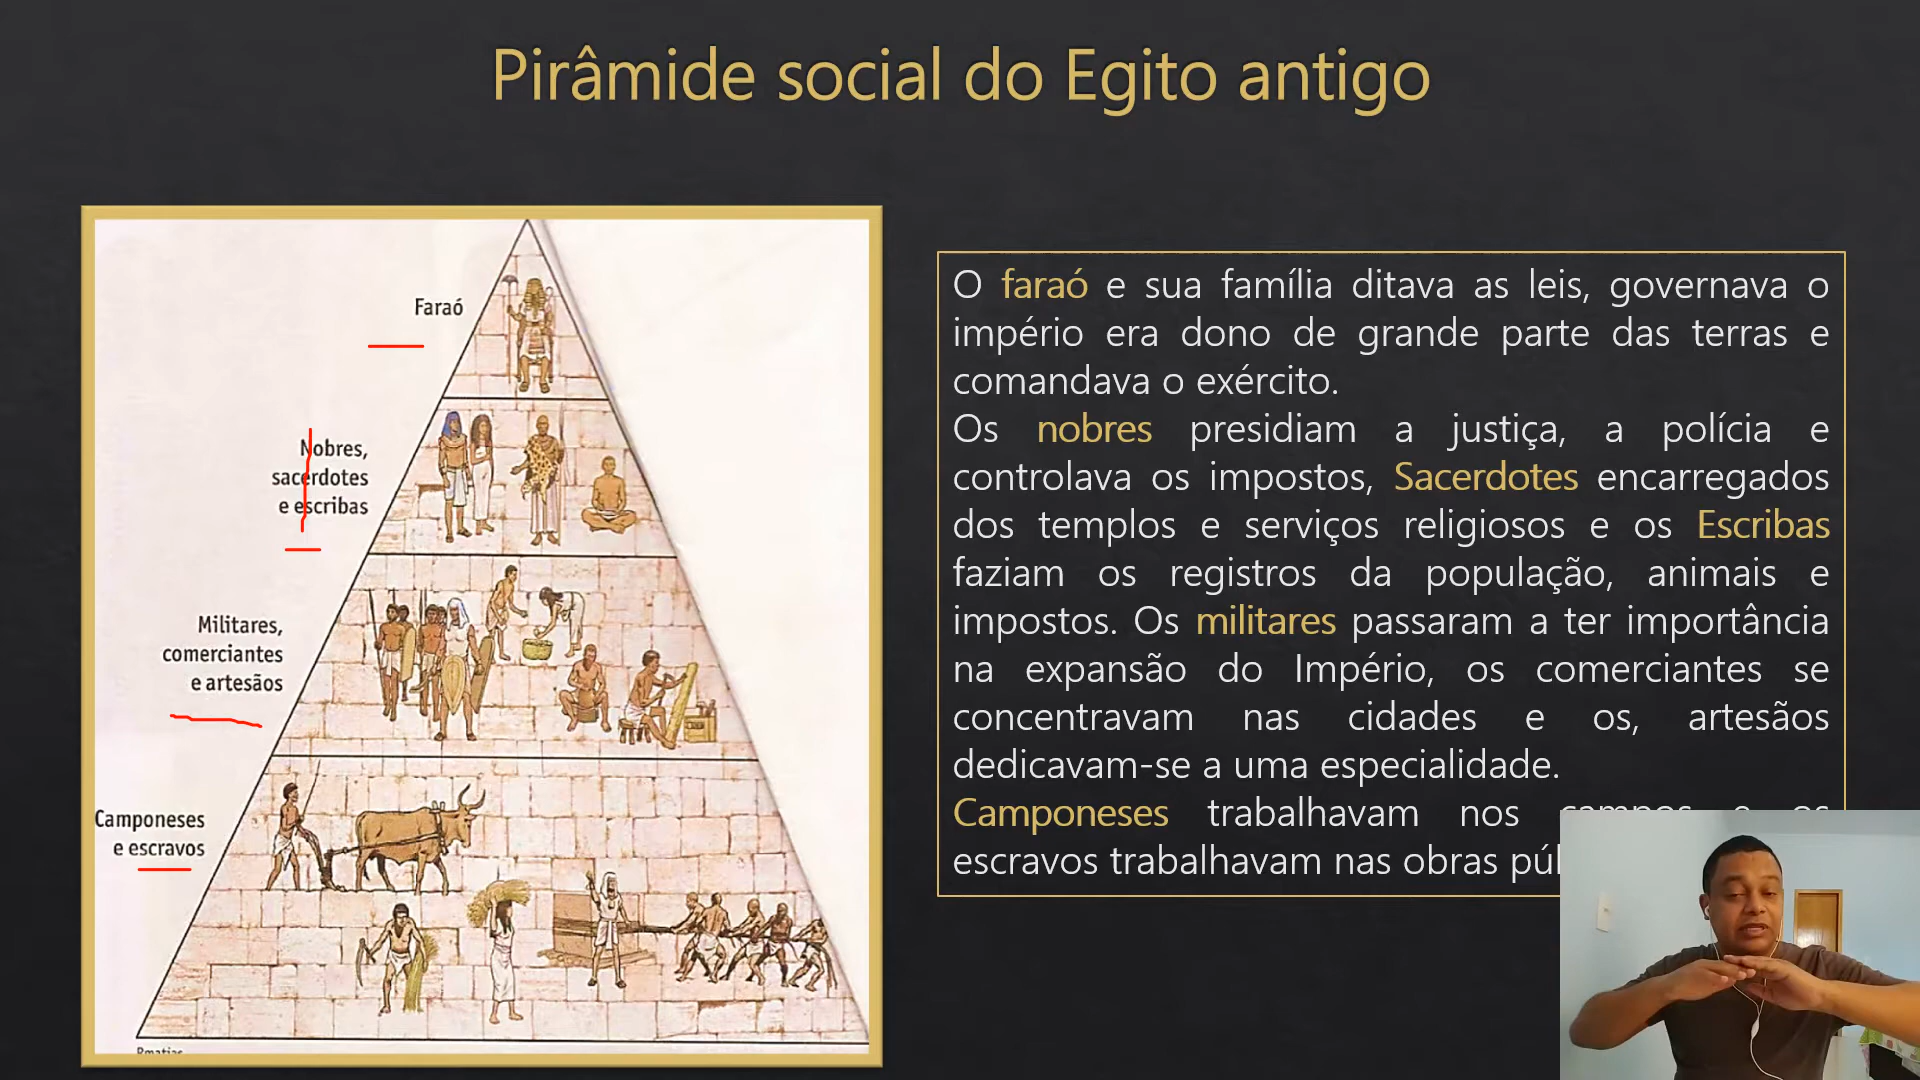 Pirâmide social do Egito antigo
Faraó
Nobres,
sacerdotes
e escribas
Militares,
comerciantes
e artesãos
Camponeses
e escravos
O faraó e sua família ditava as leis, governava o
império era dono de grande parte das terras e
comandava o exército.
Os nobres presidiam a justiça, a polícia e
controlava os impostos, Sacerdotes encarregados
dos templos e serviços religiosos e os Escribas
faziam os registros da população, animais e
impostos. Os militares passaram a ter importância
na expansão do Império, os comerciantes se
concentravam nas cidades e os, artesãos
dedicavam-se a uma especialidade.
Camponeses trabalhavam nos campos e os
escravos trabalhavam nas obras